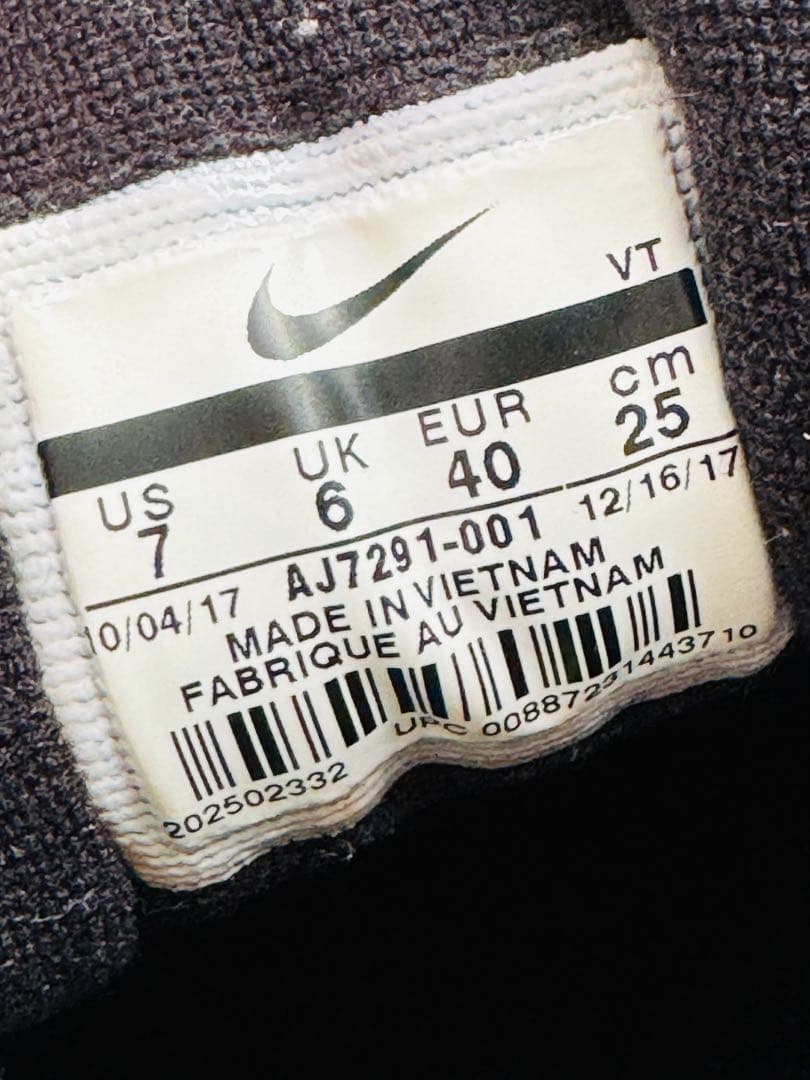 VT
US UK EUR cm
7 6 40 25
10/04/17 AJ7291-001 12/16/17
MADE IN VIETNAM
FABRIQUE AU VIETNAM
202502332 UPC 00887231443710